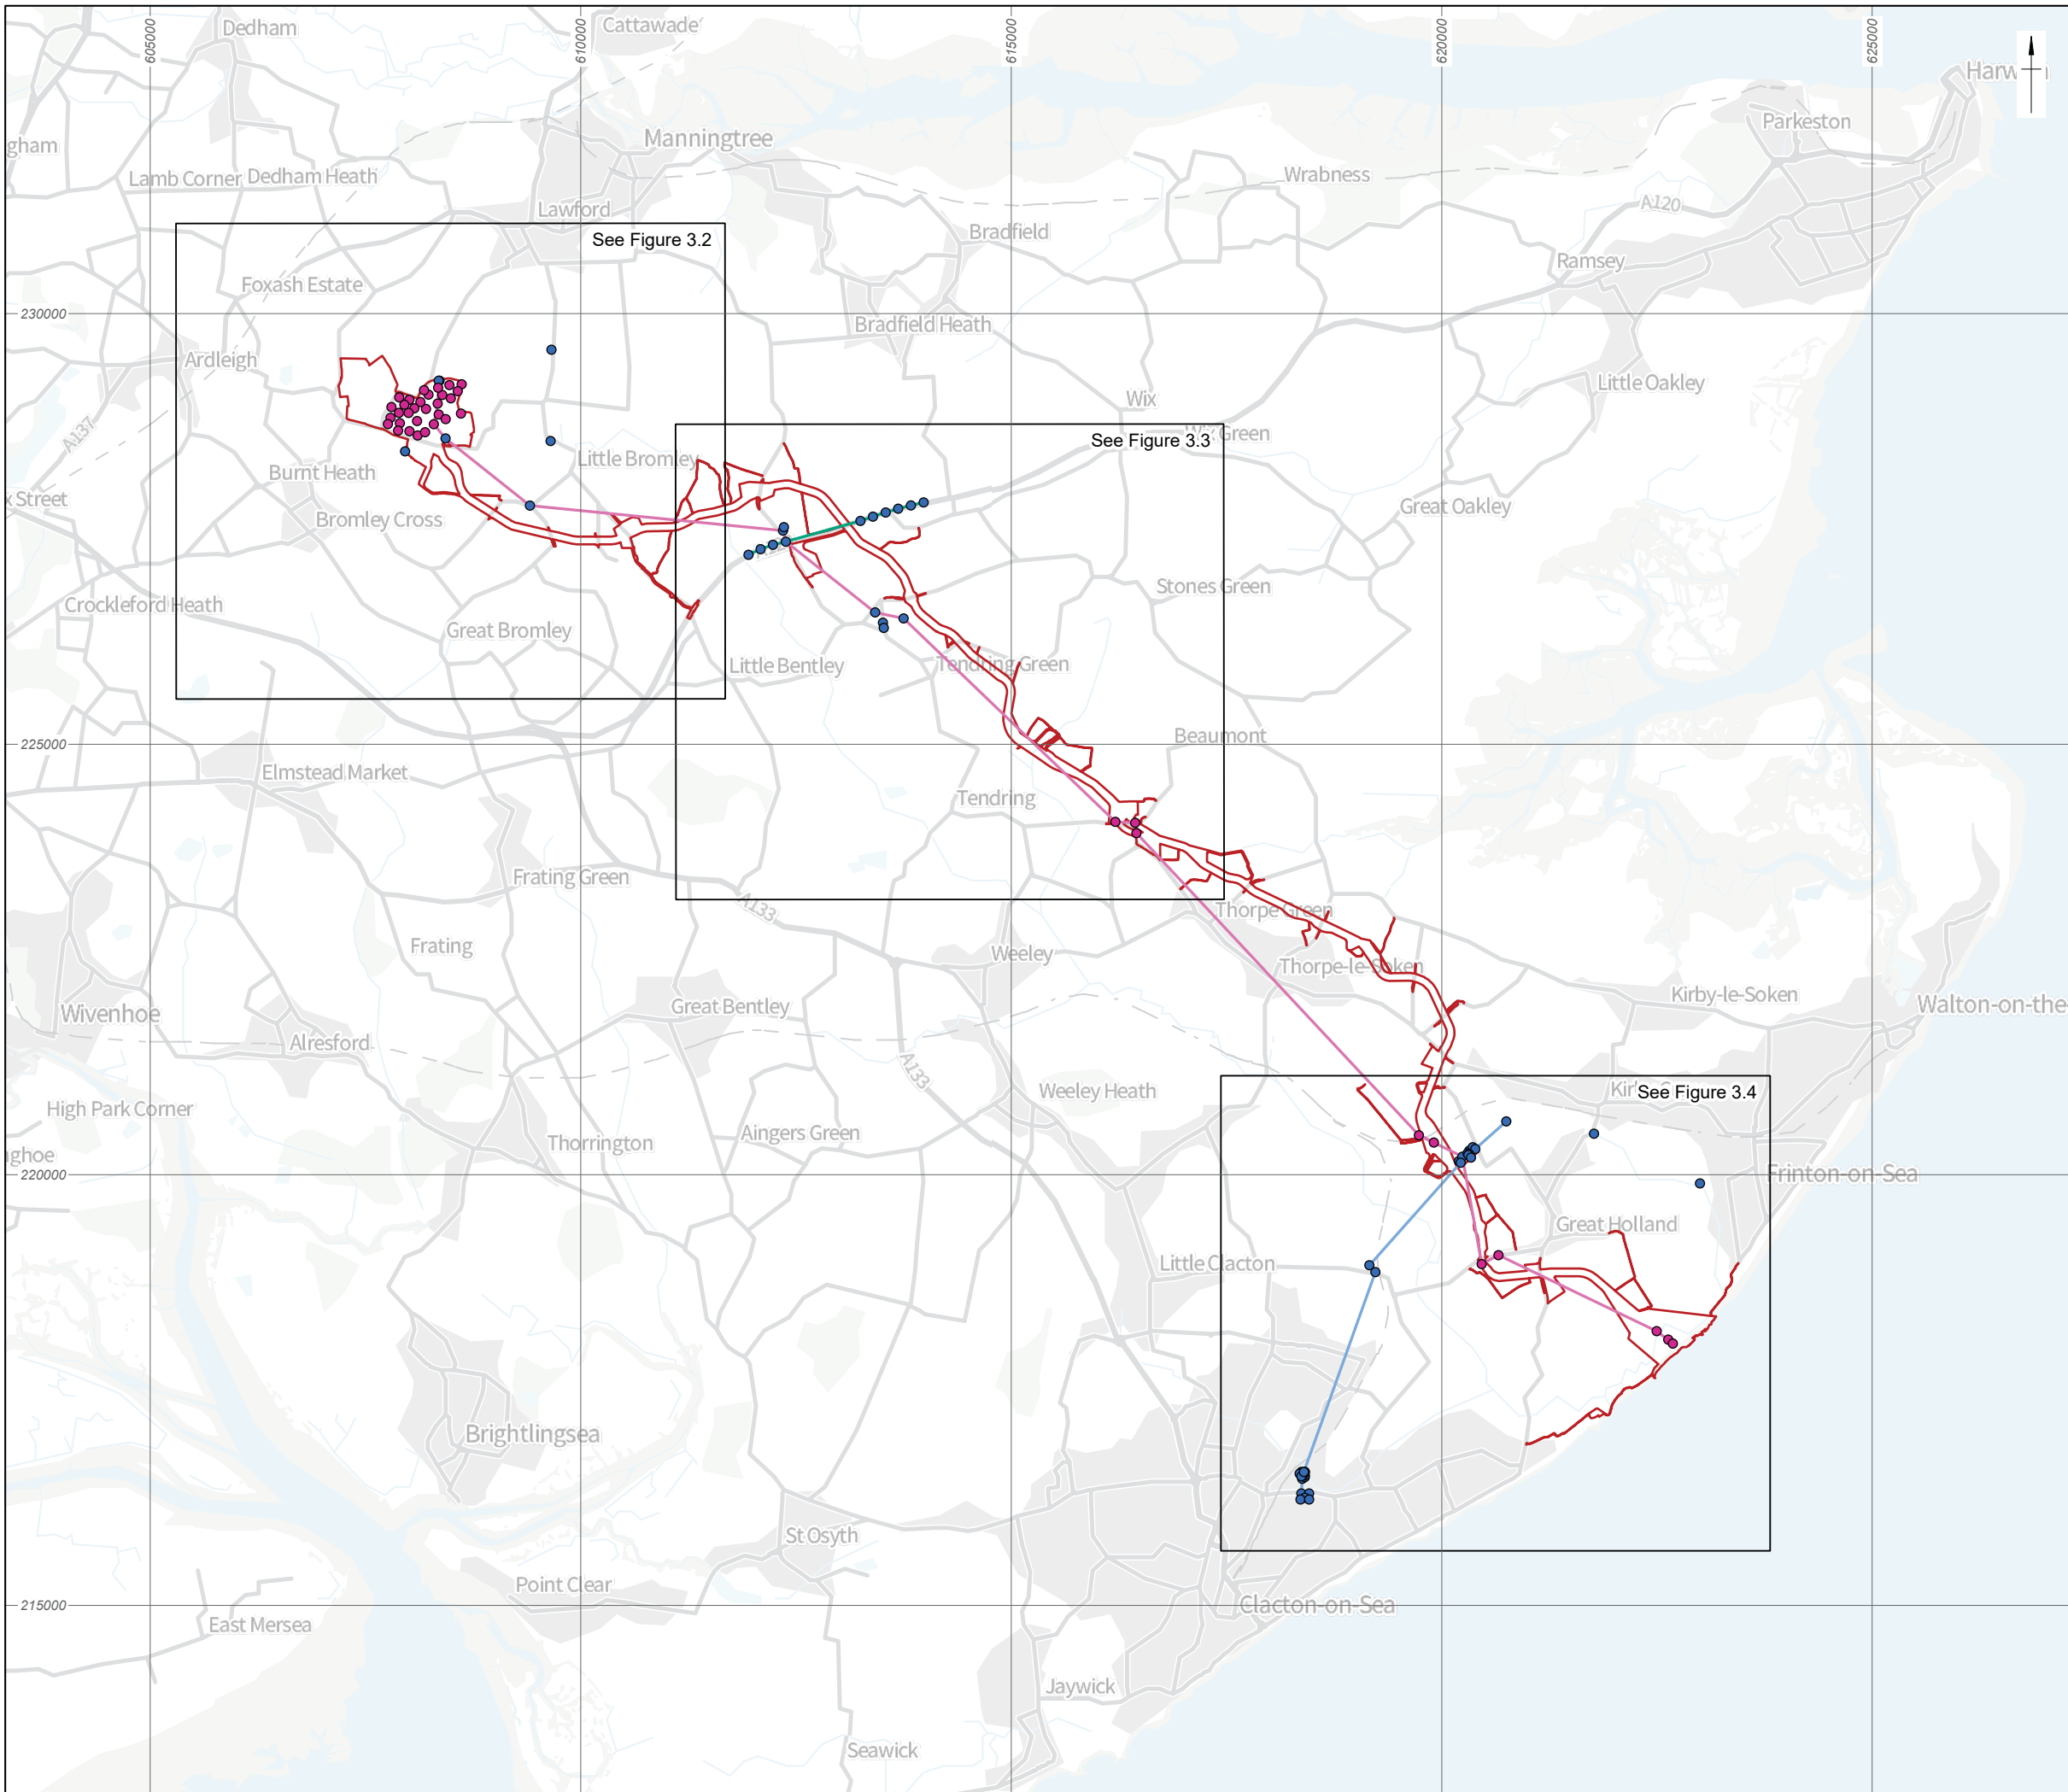 605000
610000
615000
620000
625000
Dedham
Cattawade
Manningtree
Parkeston
gham
Lamb Corner
Dedham Heath
Wrabness
A120
Lawford
Bradfield
See Figure 3.2
Ramsey
Foxash Estate
230000
Bradfield Heath
Ardleigh
Little Oakley
Wix
A137
See Figure 3.3
Green
Little Bromley
Burnt Heath
x Street
Great Oakley
Bromley Cross
Stones Green
Crockleford Heath
Great Bromley
Little Bentley
Tendring Green
Beaumont
225000
Elmstead Market
Tendring
Frating Green
A133
Thorpe Green
Frating
Weeley
Thorpe-le-Soken
Kirby-le-Soken
Great Bentley
Walton-on-the-
Wivenhoe
Alresford
A133
Weeley Heath
See Figure 3.4
High Park Corner
Aingers Green
Thorrington
nghoe
220000
Frinton-on-Sea
Great Holland
Little Clacton
Brightlingsea
St Osyth
Point Clear
215000
Clacton-on-Sea
East Mersea
Jaywick
Seawick